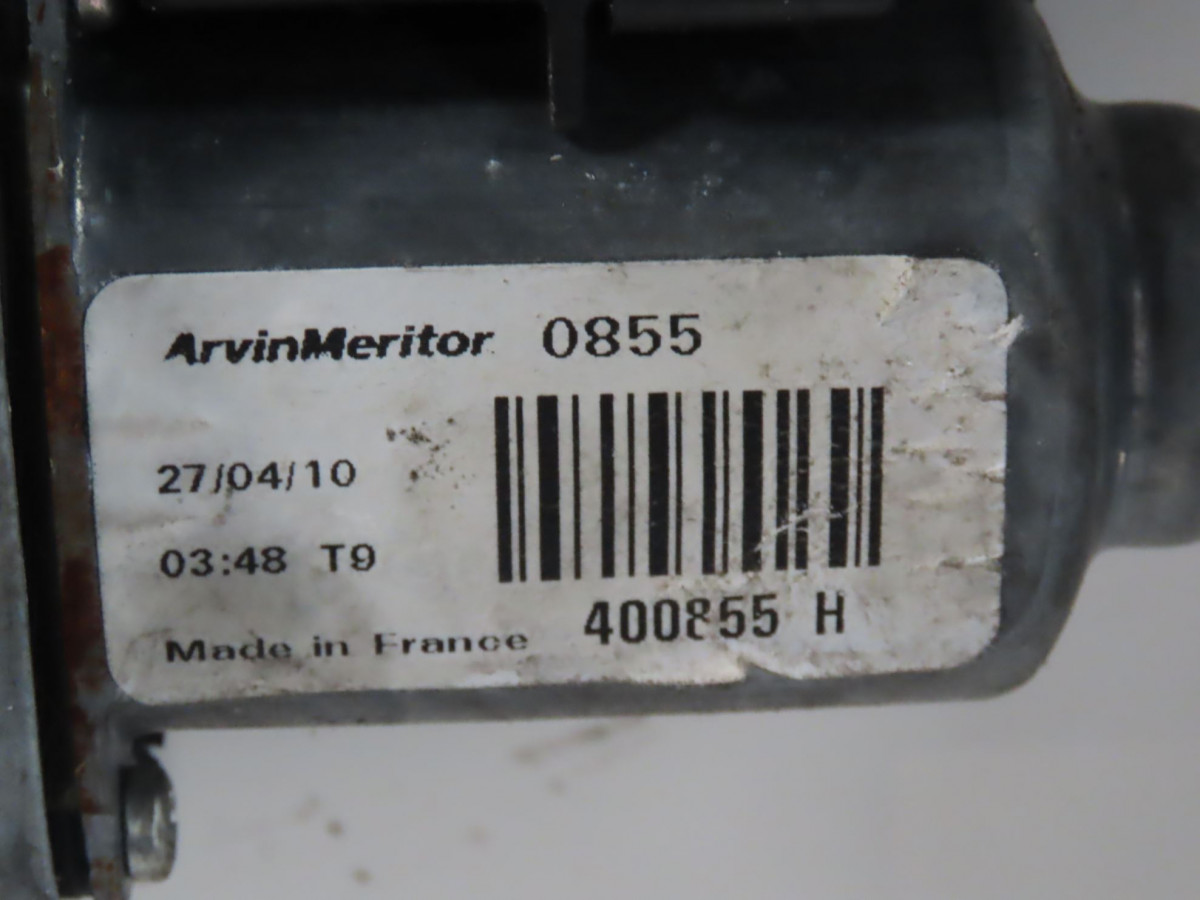 ArvinMeritor 0855
27/04/10
03:48 T9
Made in France
400855 H